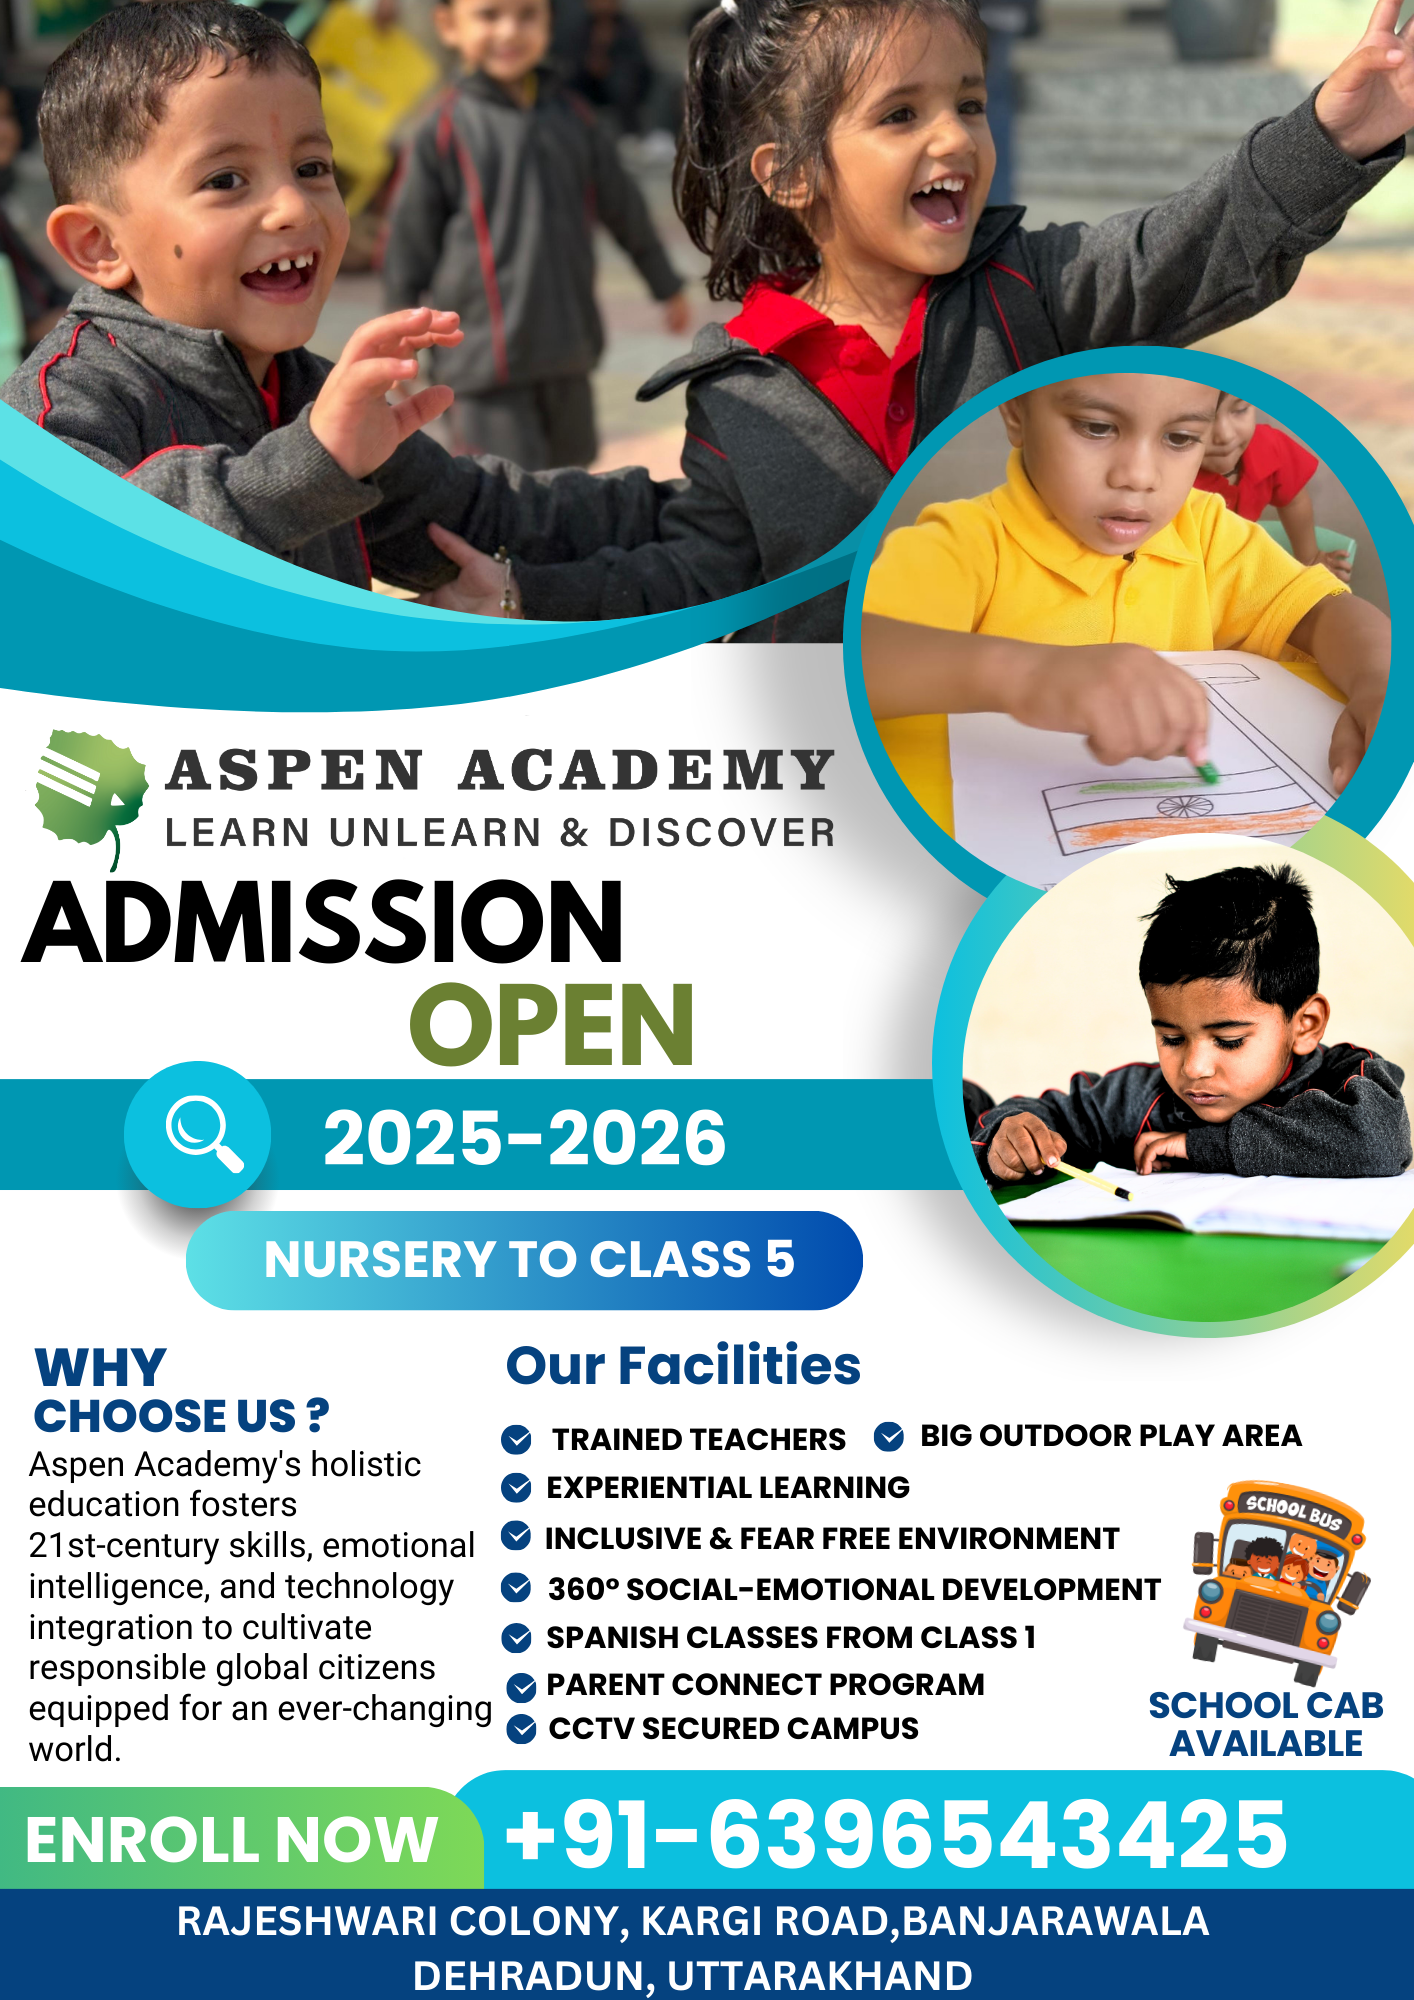 ASPEN ACADEMY
LEARN UNLEARN & DISCOVER
ADMISSION
OPEN
2025-2026
NURSERY TO CLASS 5
WHY
CHOOSE US ?
Aspen Academy's holistic
education fosters
21st-century skills, emotional
intelligence, and technology
integration to cultivate
responsible global citizens
equipped for an ever-changing
world.
Our Facilities
TRAINED TEACHERS
BIG OUTDOOR PLAY AREA
EXPERIENTIAL LEARNING
INCLUSIVE & FEAR FREE ENVIRONMENT
360° SOCIAL-EMOTIONAL DEVELOPMENT
SPANISH CLASSES FROM CLASS 1
PARENT CONNECT PROGRAM
CCTV SECURED CAMPUS
SCHOOL BUS
SCHOOL CAB
AVAILABLE
ENROLL NOW
+91-6396543425
RAJESHWARI COLONY, KARGI ROAD,BANJARAWALA
DEHRADUN, UTTARAKHAND